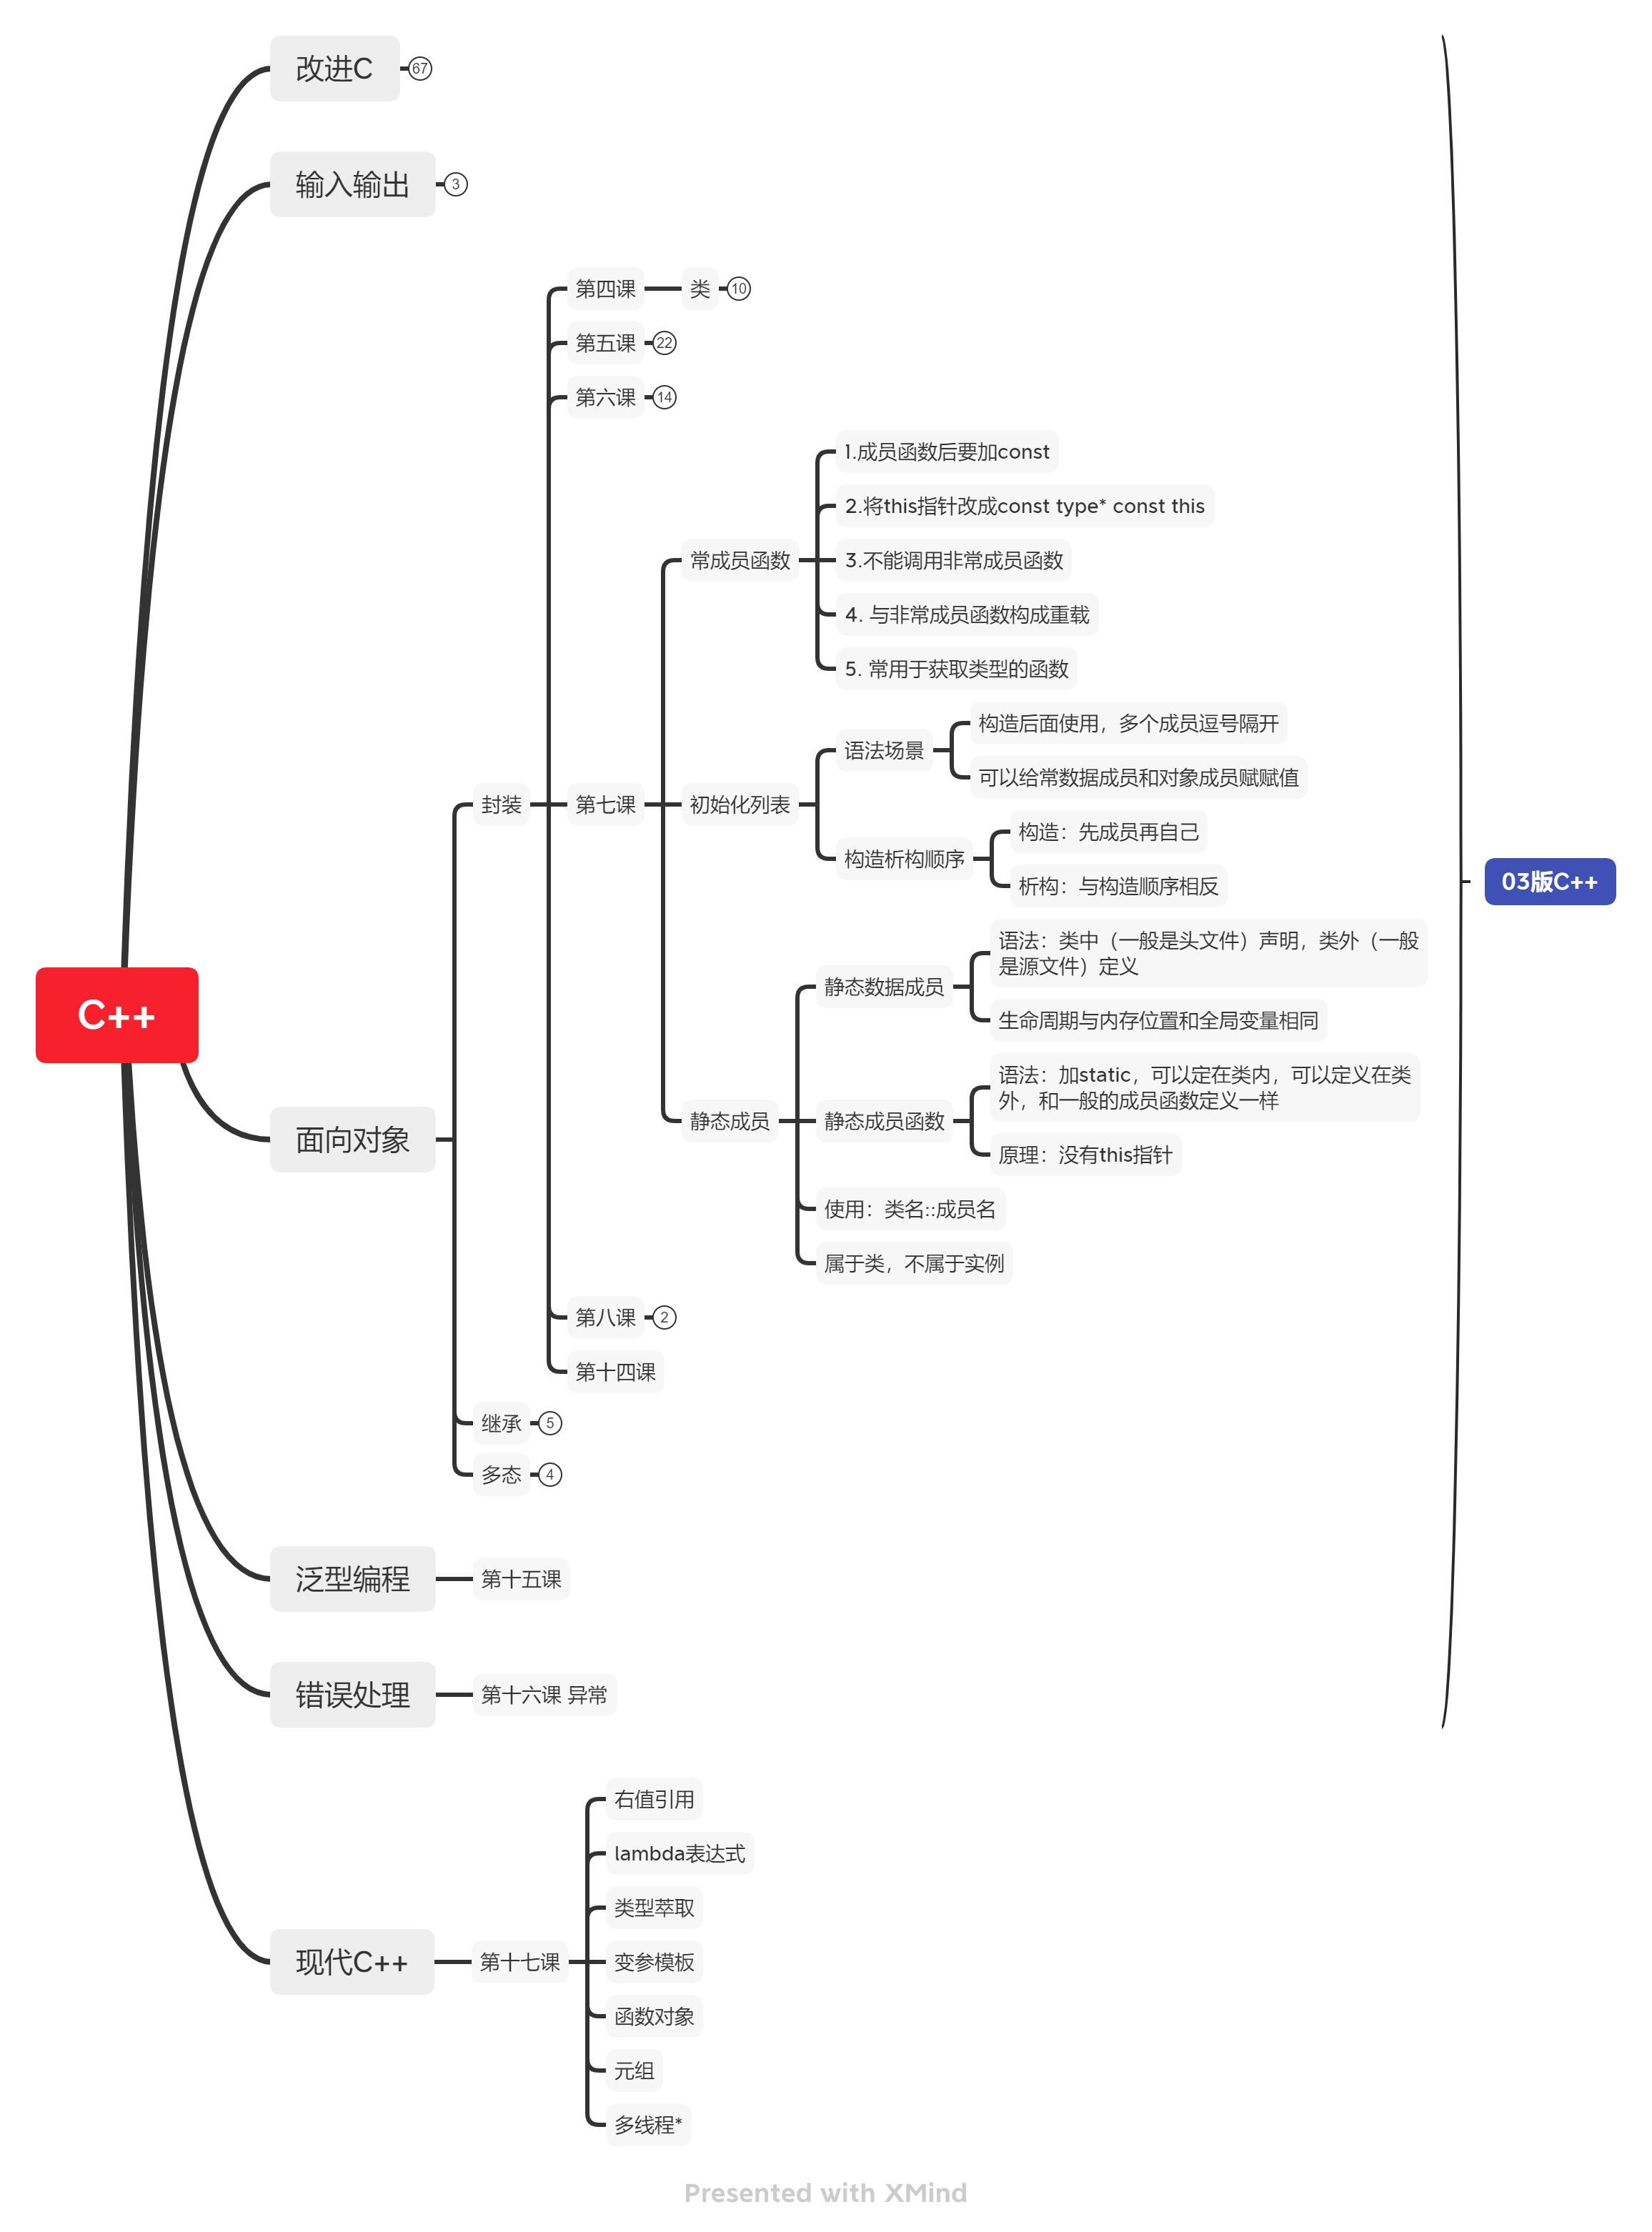 改进C
67
输入输出
3
第四课
类
10
第五课
22
第六课
14
1.成员函数后要加const
2.将this指针改成const type* const this
常成员函数
3.不能调用非常成员函数
4. 与非常成员函数构成重载
5. 常用于获取类型的函数
构造后面使用，多个成员逗号隔开
语法场景
可以给常数据成员和对象成员赋赋值
封装
第七课
初始化列表
构造：先成员再自己
构造析构顺序
析构：与构造顺序相反
03版C++
语法：类中（一般是头文件）声明，类外（一般
是源文件）定义
静态数据成员
生命周期与内存位置和全局变量相同
C++
语法：加static，可以定在类内，可以定义在类
外，和一般的成员函数定义一样
静态成员
静态成员函数
面向对象
原理：没有this指针
使用：类名::成员名
属于类，不属于实例
第八课
2
第十四课
继承
5
多态
4
泛型编程
第十五课
错误处理
第十六课 异常
右值引用
lambda表达式
类型萃取
现代C++
第十七课
变参模板
函数对象
元组
多线程*
Presented with XMind